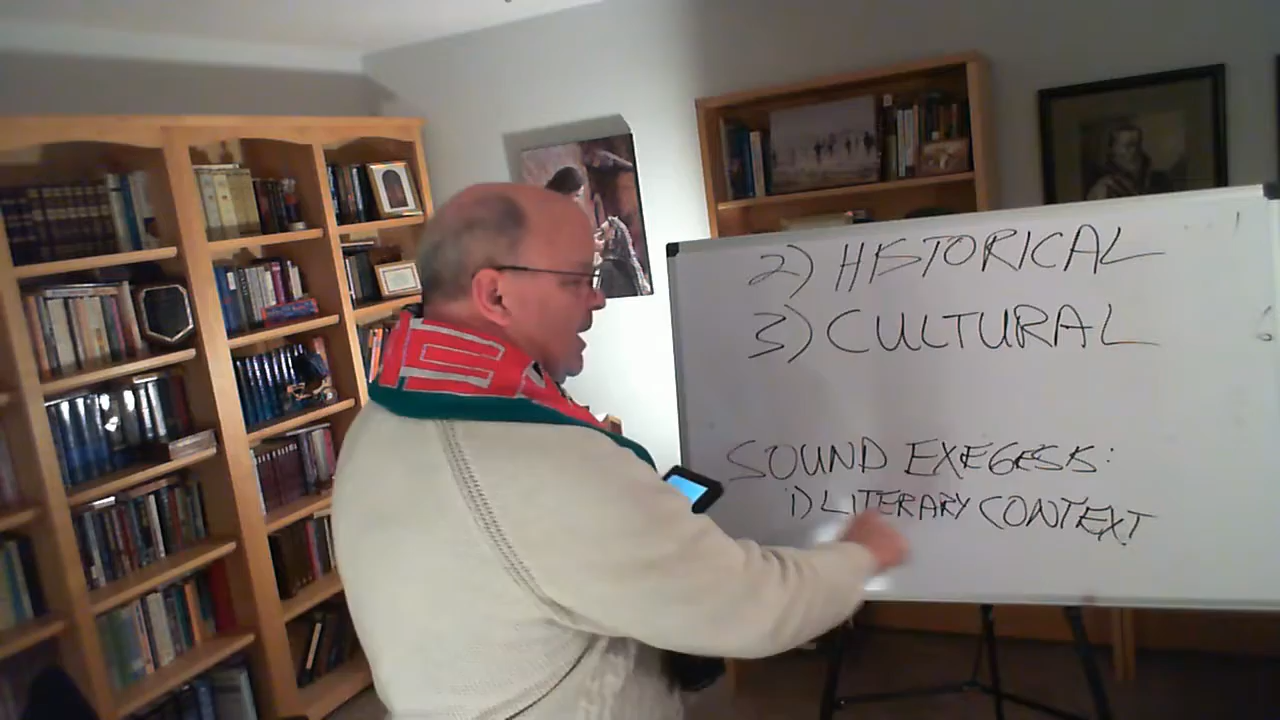 2) HISTORICAL
3) CULTURAL
SOUND EXEGESIS:
1) LITERARY CONTEXT